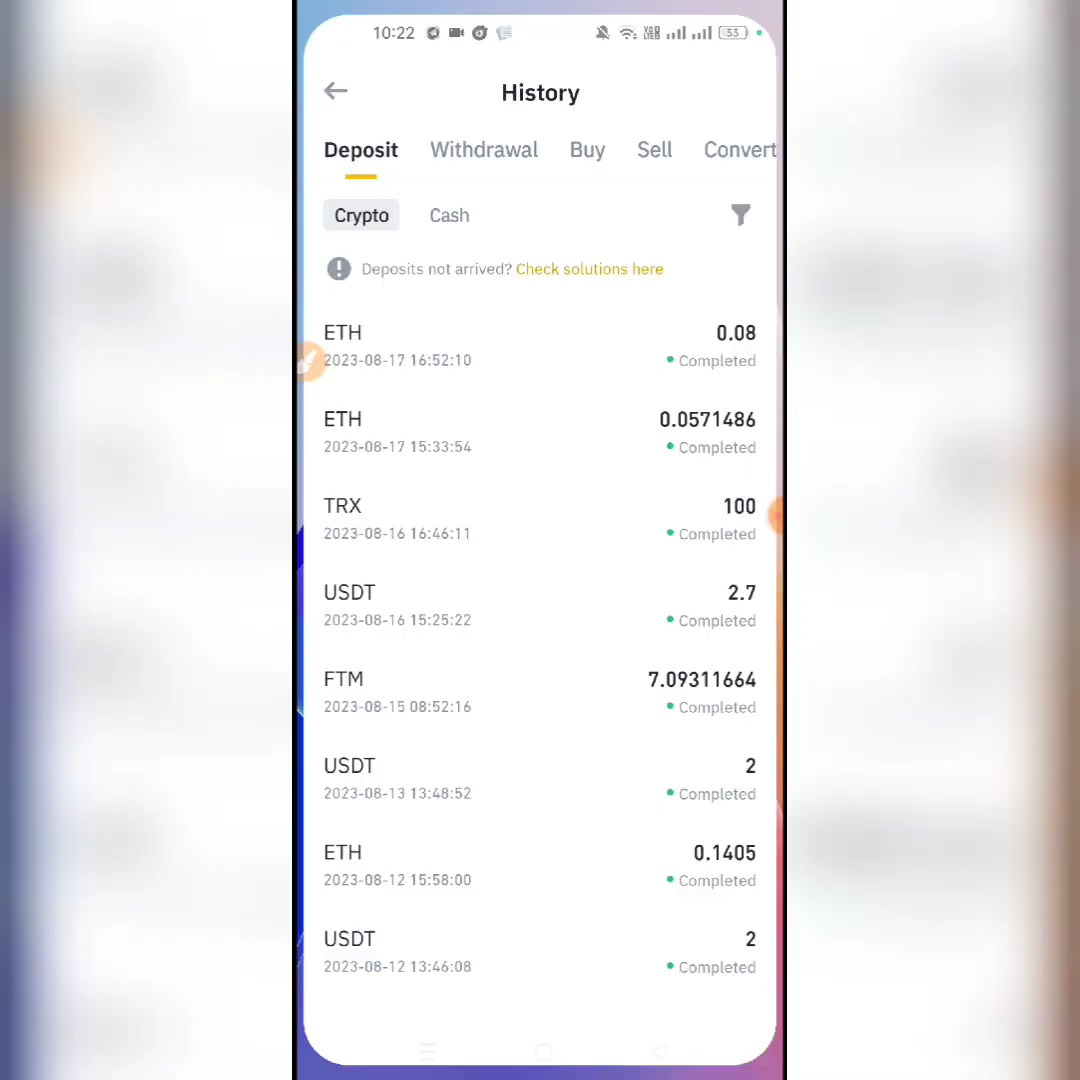 10:22
53
History
Deposit Withdrawal Buy Sell Convert
Crypto Cash
Deposits not arrived? Check solutions here
ETH 0.08
2023-08-17 16:52:10 Completed
ETH 0.0571486
2023-08-17 15:33:54 Completed
TRX 100
2023-08-16 16:46:11 Completed
USDT 2.7
2023-08-16 15:25:22 Completed
FTM 7.09311664
2023-08-15 08:52:16 Completed
USDT 2
2023-08-13 13:48:52 Completed
ETH 0.1405
2023-08-12 15:58:00 Completed
USDT 2
2023-08-12 13:46:08 Completed